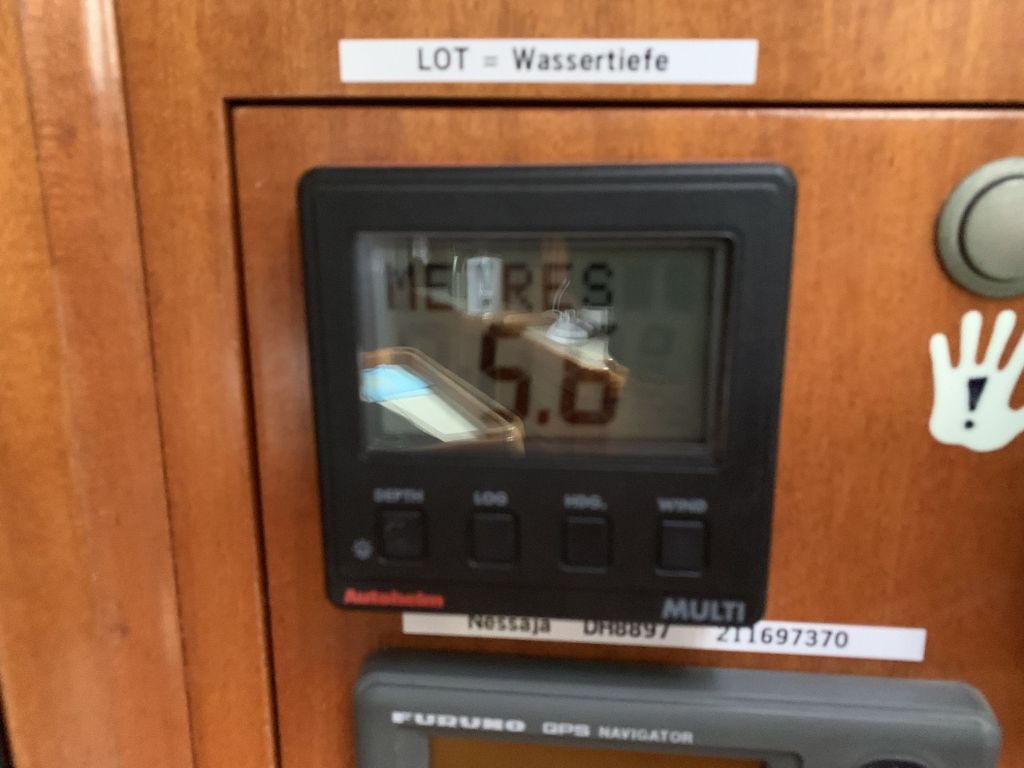 LOT = Wassertiefe
METRES
5.6
DEPTH LOG HDG. WIND
Autohelm MULTI
Nessaja DH8897 211697370
FURUNO GPS NAVIGATOR
!